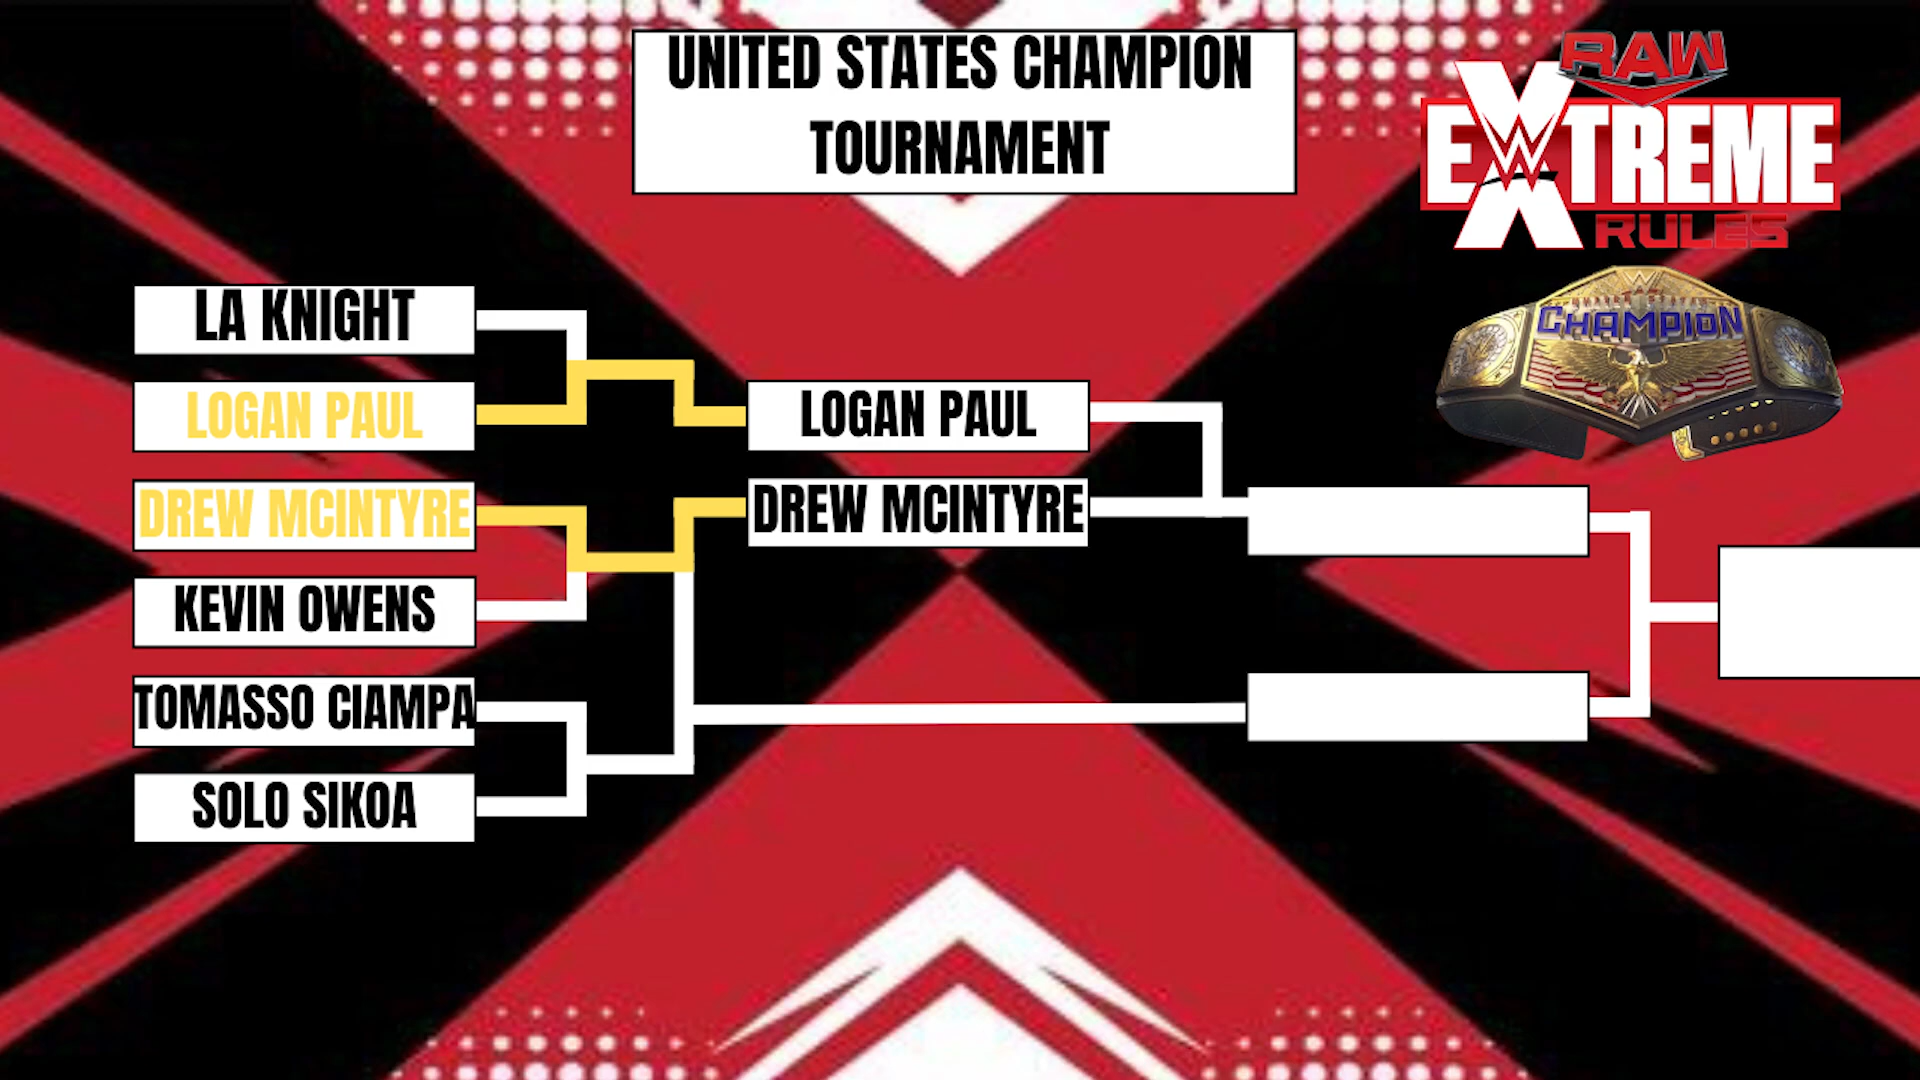 UNITED STATES CHAMPION
TOURNAMENT
RAW
EXTREME
RULES
CHAMPION
LA KNIGHT
LOGAN PAUL
DREW MCINTYRE
KEVIN OWENS
TOMASSO CIAMPA
SOLO SIKOA
LOGAN PAUL
DREW MCINTYRE